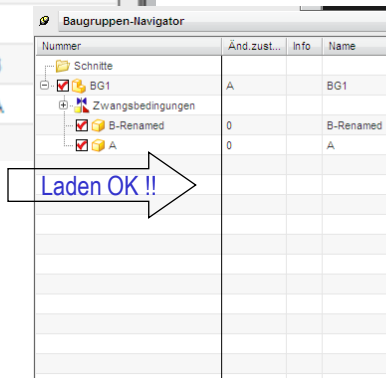 Baugruppen-Navigator
Nummer Änd.zust... Info Name
Schnitte
BG1 A BG1
Zwangsbedingungen
B-Renamed 0 B-Renamed
A 0 A
Laden OK !!